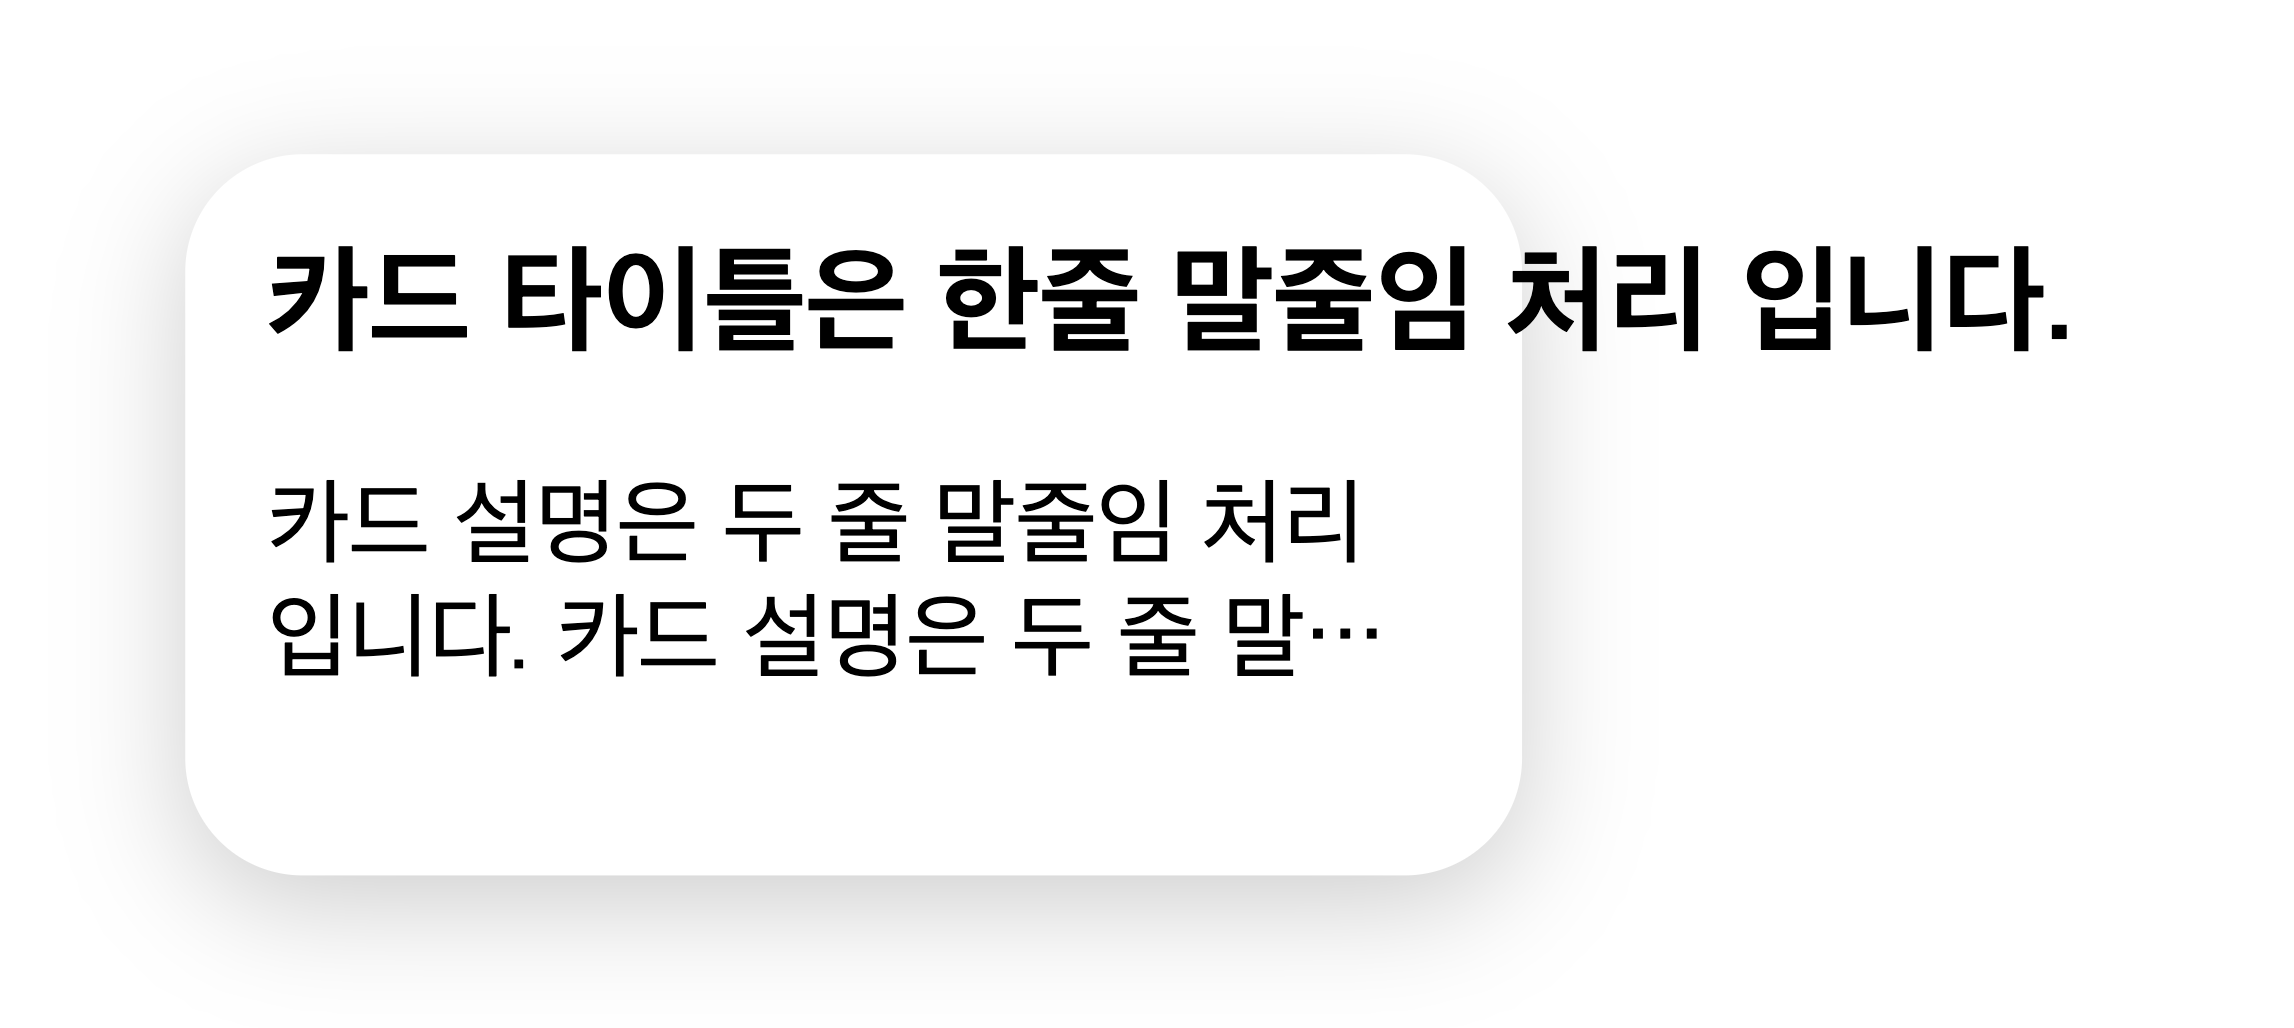 카드 타이틀은 한줄 말줄임 처리 입니다.
카드 설명은 두 줄 말줄임 처리
입니다. 카드 설명은 두 줄 말…